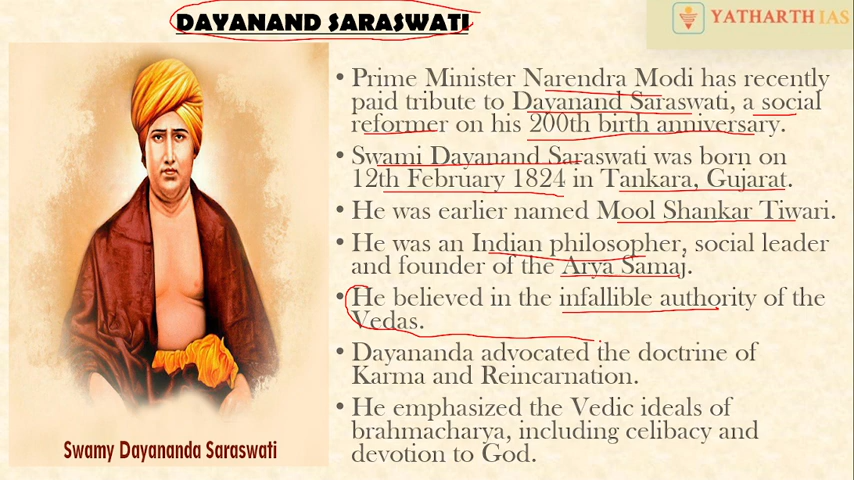 DAYANAND SARASWATI
YATHARTH IAS
• Prime Minister Narendra Modi has recently
paid tribute to Dayanand Saraswati, a social
reformer on his 200th birth anniversary.
• Swami Dayanand Saraswati was born on
12th February 1824 in Tankara, Gujarat.
• He was earlier named Mool Shankar Tiwari.
• He was an Indian philosopher, social leader
and founder of the Arya Samaj.
• He believed in the infallible authority of the
Vedas.
• Dayananda advocated the doctrine of
Karma and Reincarnation.
• He emphasized the Vedic ideals of
brahmacharya, including celibacy and
devotion to God.
Swamy Dayananda Saraswati